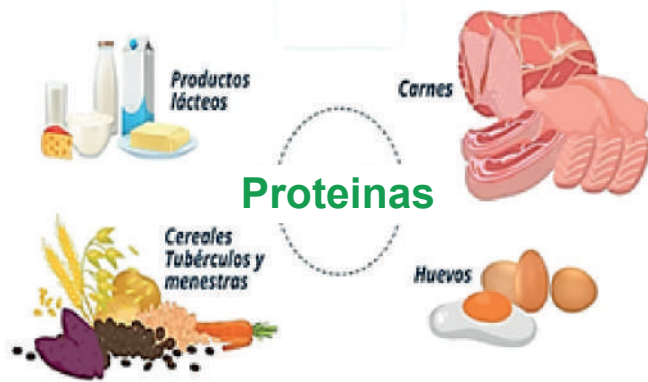 Productos
lácteos
Carnes
Proteinas
Cereales
Tubérculos y
menestras
Huevos